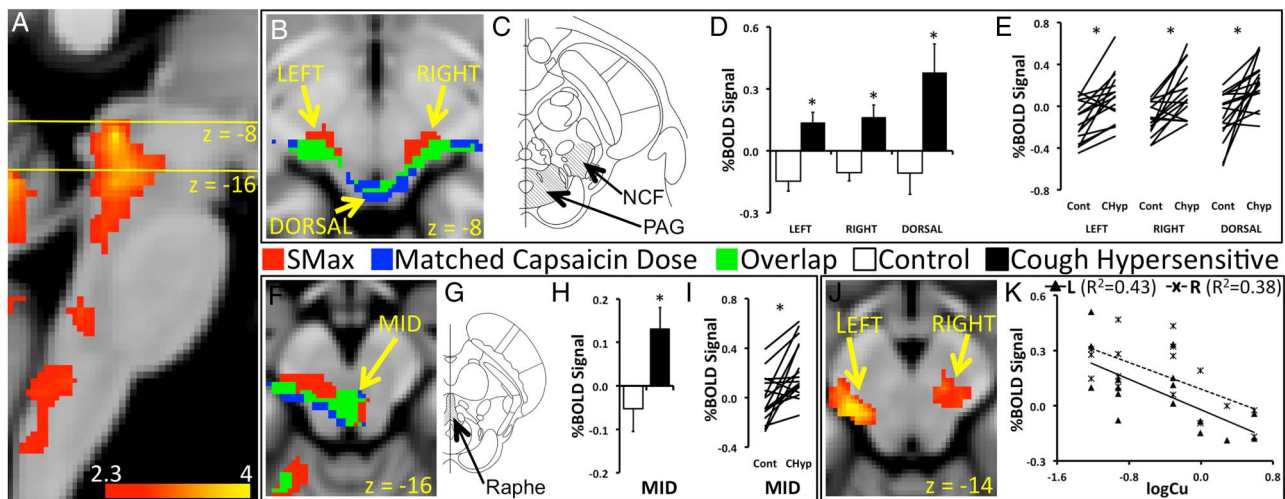 A
z = -8
z = -16
2.3
4
B
LEFT
RIGHT
DORSAL
z = -8
C
NCF
PAG
D
%BOLD Signal
0.6
0.3
0.0
-0.3
*
*
*
LEFT RIGHT DORSAL
E
%BOLD Signal
0.8
0.4
0.0
-0.4
-0.8
* * *
Cont CHyp Cont CHyp Cont CHyp
LEFT RIGHT DORSAL
SMax Matched Capsaicin Dose Overlap Control Cough Hypersensitive
F
MID
z = -16
G
Raphe
H
%BOLD Signal
0.2
0.1
0.0
-0.1
-0.2
*
MID
I
%BOLD Signal
0.8
0.4
0.0
-0.4
*
Cont CHyp
MID
J
LEFT
RIGHT
z = -14
K
L (R²=0.43) R (R²=0.38)
%BOLD Signal
0.6
0.3
0.0
-0.3
-1.6 -0.8 0.0 0.8
logCu